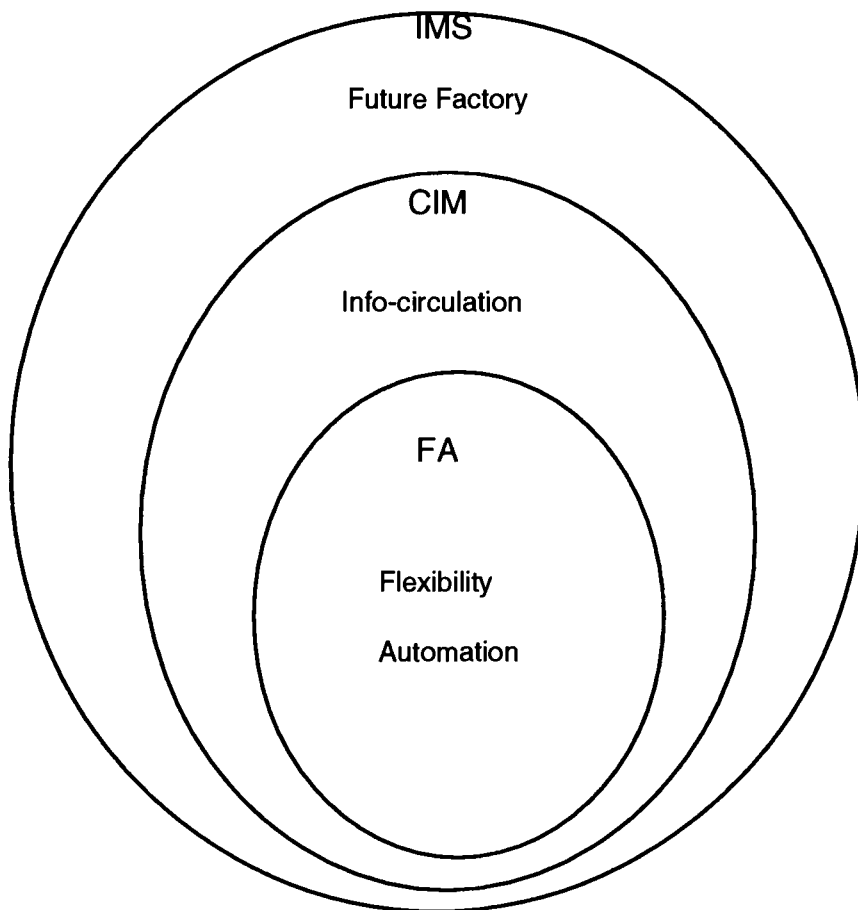 IMS
Future Factory
CIM
Info-circulation
FA
Flexibility
Automation